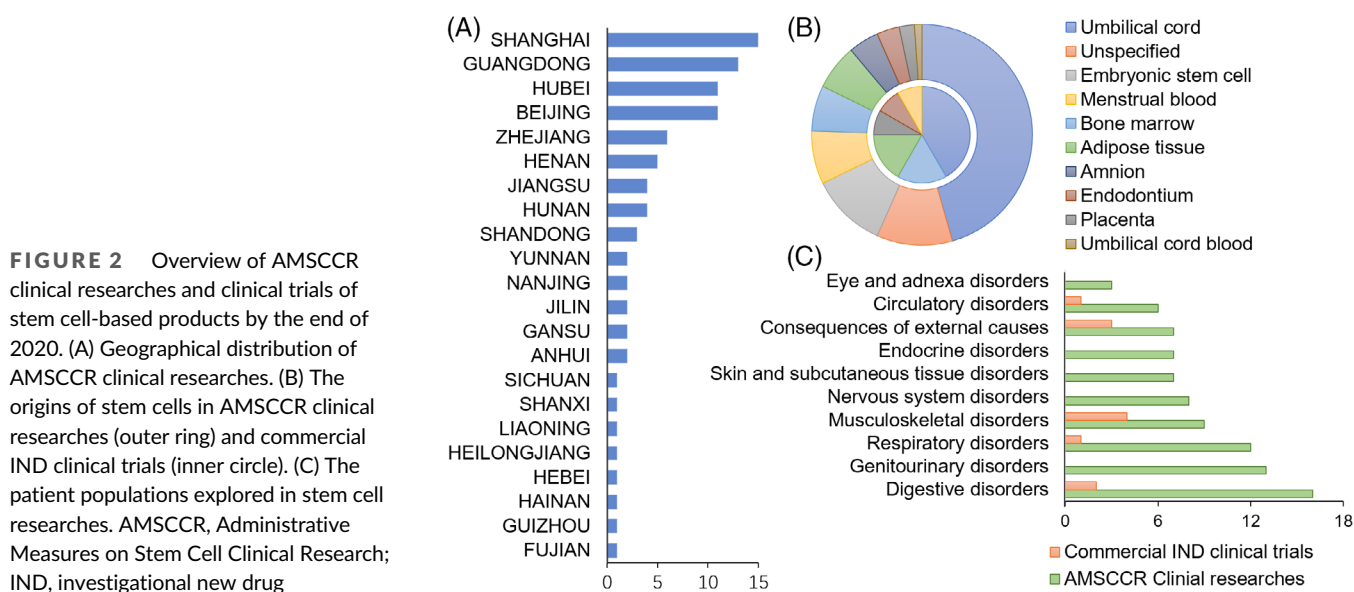 FIGURE 2 Overview of AMSCCR
clinical researches and clinical trials of
stem cell-based products by the end of
2020. (A) Geographical distribution of
AMSCCR clinical researches. (B) The
origins of stem cells in AMSCCR clinical
researches (outer ring) and commercial
IND clinical trials (inner circle). (C) The
patient populations explored in stem cell
researches. AMSCCR, Administrative
Measures on Stem Cell Clinical Research;
IND, investigational new drug
(A)
SHANGHAI
GUANGDONG
HUBEI
BEIJING
ZHEJIANG
HENAN
JIANGSU
HUNAN
SHANDONG
YUNNAN
NANJING
JILIN
GANSU
ANHUI
SICHUAN
SHANXI
LIAONING
HEILONGJIANG
HEBEI
HAINAN
GUIZHOU
FUJIAN
0 5 10 15
(B)
Umbilical cord
Unspecified
Embryonic stem cell
Menstrual blood
Bone marrow
Adipose tissue
Amnion
Endodontium
Placenta
Umbilical cord blood
(C)
Eye and adnexa disorders
Circulatory disorders
Consequences of external causes
Endocrine disorders
Skin and subcutaneous tissue disorders
Nervous system disorders
Musculoskeletal disorders
Respiratory disorders
Genitourinary disorders
Digestive disorders
0 6 12 18
Commercial IND clinical trials
AMSCCR Clinial researches